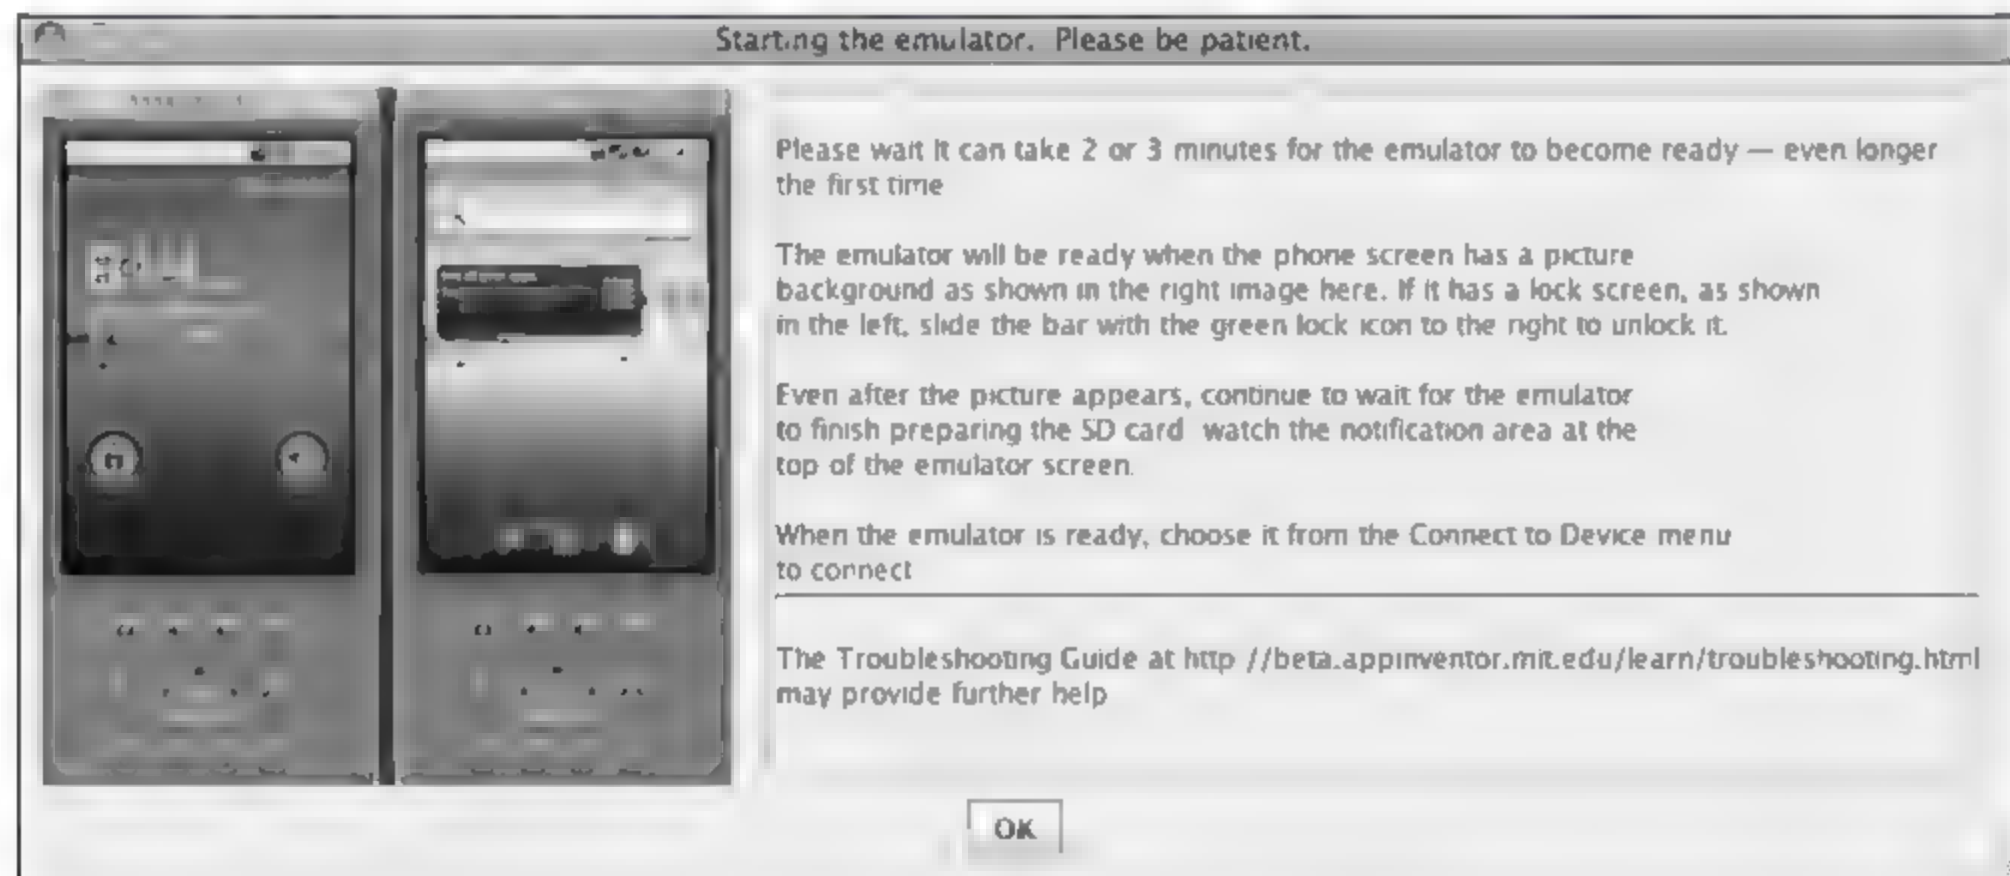 Starting the emulator. Please be patient.
Please wait It can take 2 or 3 minutes for the emulator to become ready — even longer
the first time
The emulator will be ready when the phone screen has a picture
background as shown in the right image here. If it has a lock screen, as shown
in the left, slide the bar with the green lock icon to the right to unlock it.
Even after the picture appears, continue to wait for the emulator
to finish preparing the SD card watch the notification area at the
top of the emulator screen.
When the emulator is ready, choose it from the Connect to Device menu
to connect
The Troubleshooting Guide at http //beta.appinventor.mit.edu/learn/troubleshooting.html
may provide further help
OK